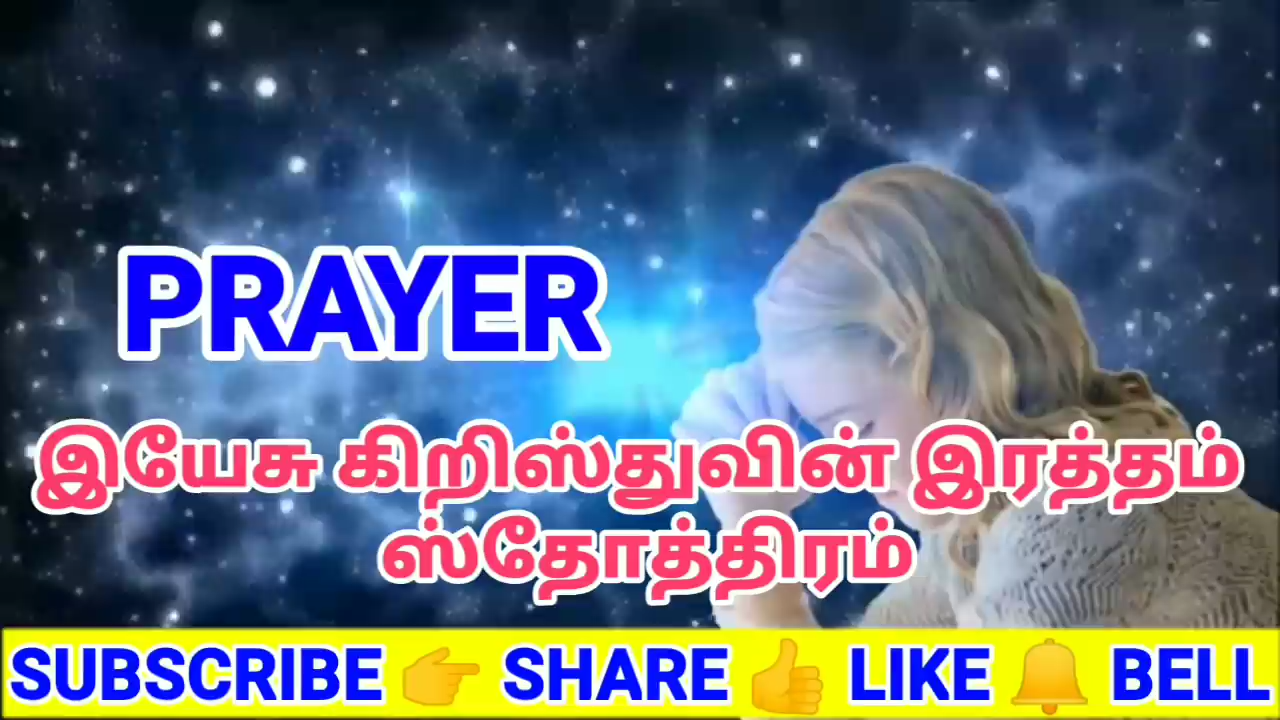 PRAYER
இயேசு கிறிஸ்துவின் இரத்தம்
ஸ்தோத்திரம்
SUBSCRIBE 👉 SHARE 👍 LIKE 🔔 BELL